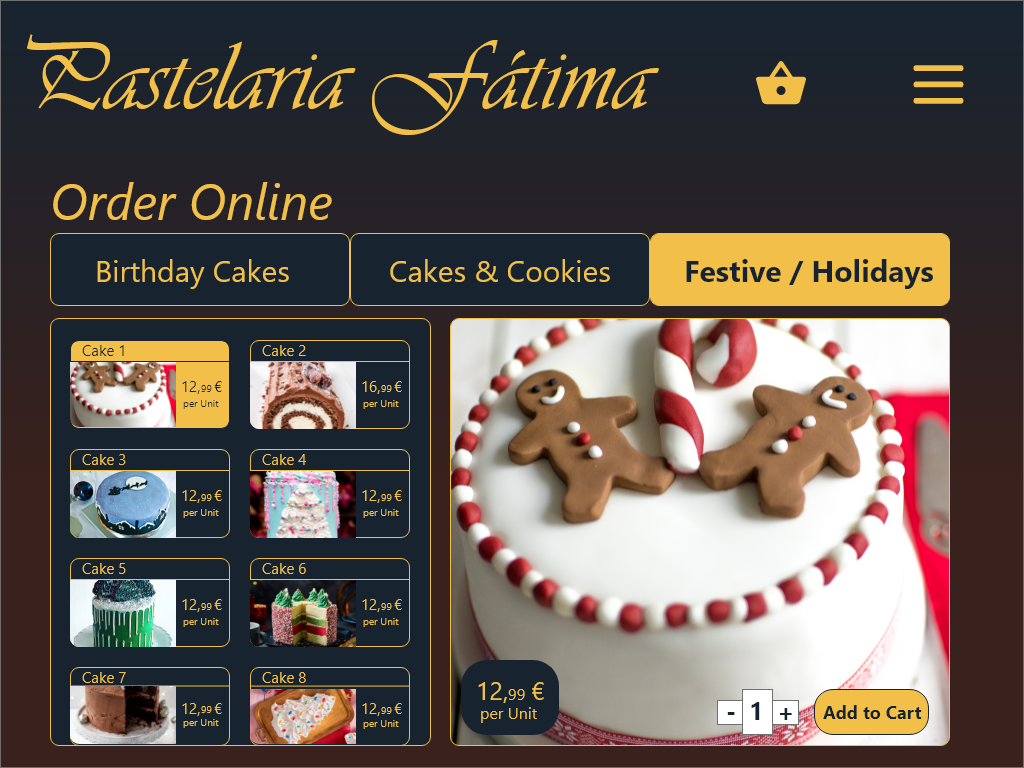 Pastelaria Fátima
Order Online
Birthday Cakes
Cakes & Cookies
Festive / Holidays
Cake 1
12,99 €
per Unit
Cake 2
16,99 €
per Unit
Cake 3
12,99 €
per Unit
Cake 4
12,99 €
per Unit
Cake 5
12,99 €
per Unit
Cake 6
12,99 €
per Unit
Cake 7
12,99 €
per Unit
Cake 8
12,99 €
per Unit
12,99 €
per Unit
- 1 +
Add to Cart